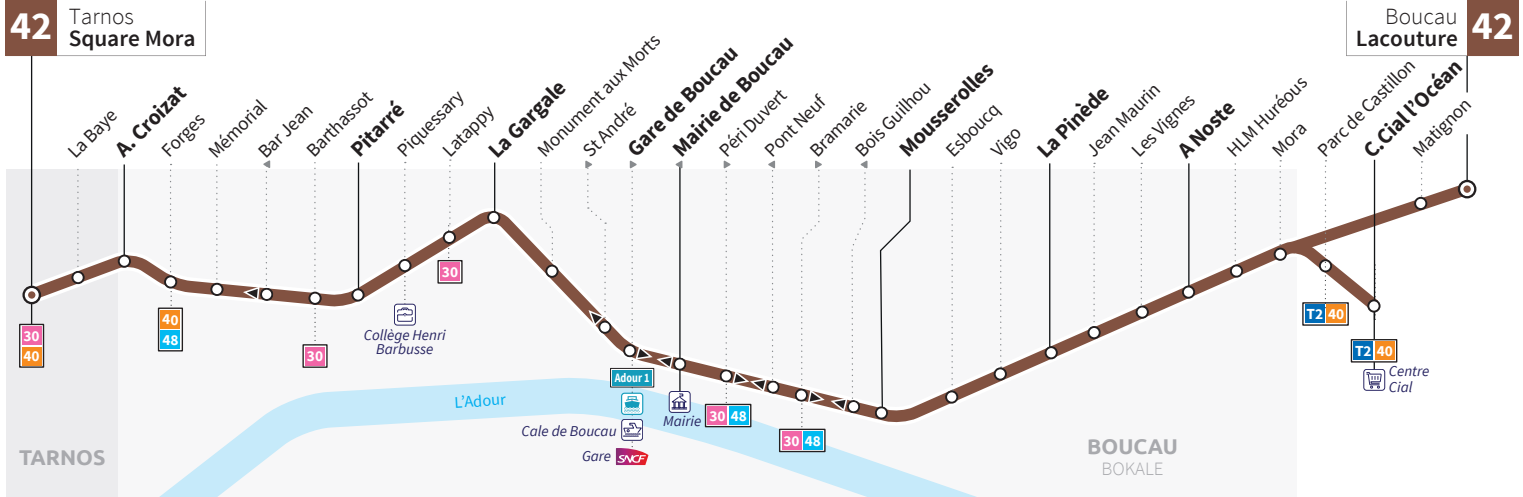 42
Tarnos
Square Mora
Boucau
Lacouture
42
La Baye
A. Croizat
Forges
Mémorial
Bar Jean
Barthassot
Pitarré
Piquessary
Latappy
La Gargale
Monument aux Morts
St André
Gare de Boucau
Mairie de Boucau
Péri Duvert
Pont Neuf
Bramarie
Bois Guilhou
Mousserolles
Esboucq
Vigo
La Pinède
Jean Maurin
Les Vignes
A Noste
HLM Huréous
Mora
Parc de Castillon
C.Cial l'Océan
Matignon
30
40
40
48
30
Collège Henri
Barbusse
30
Adour 1
Cale de Boucau
Gare
SNCF
Mairie
30 48
30 48
T2 40
T2 40
Centre
Cial
L'Adour
TARNOS
BOUCAU
BOKALE